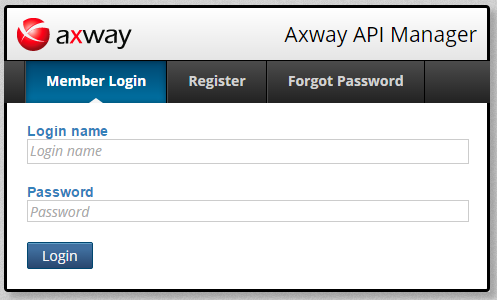 axway
Axway API Manager
Member Login Register Forgot Password
Login name
Login name
Password
Password
Login